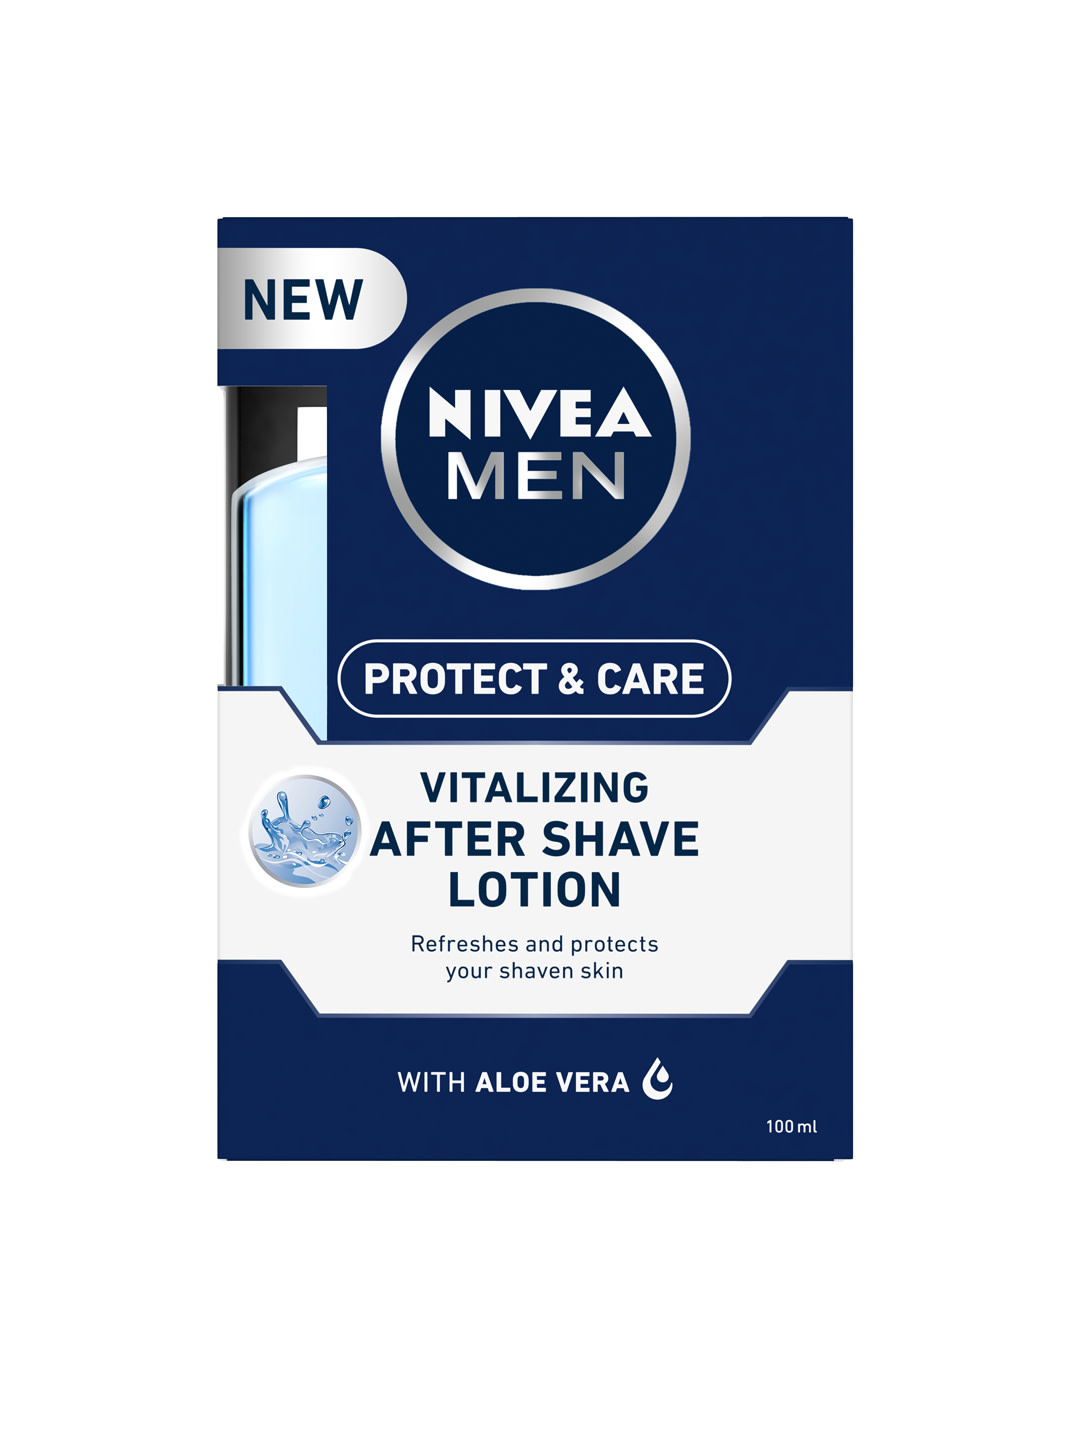 NEW
NIVEA
MEN
PROTECT & CARE
VITALIZING
AFTER SHAVE
LOTION
Refreshes and protects
your shaven skin
WITH ALOE VERA
100 ml